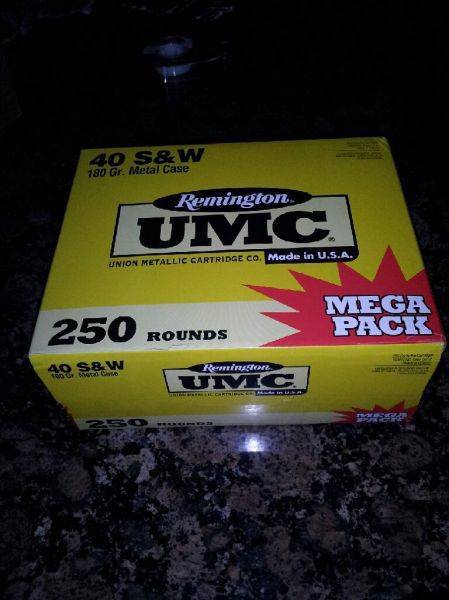 40 S&W
180 Gr. Metal Case
Remington®
UMC®
UNION METALLIC CARTRIDGE CO. Made in U.S.A.
MEGA
PACK
250 ROUNDS
40 S&W
180 Gr. Metal Case
Remington
UMC
UNION METALLIC CARTRIDGE CO. Made in U.S.A.
250 ROUNDS
MEGA
PACK